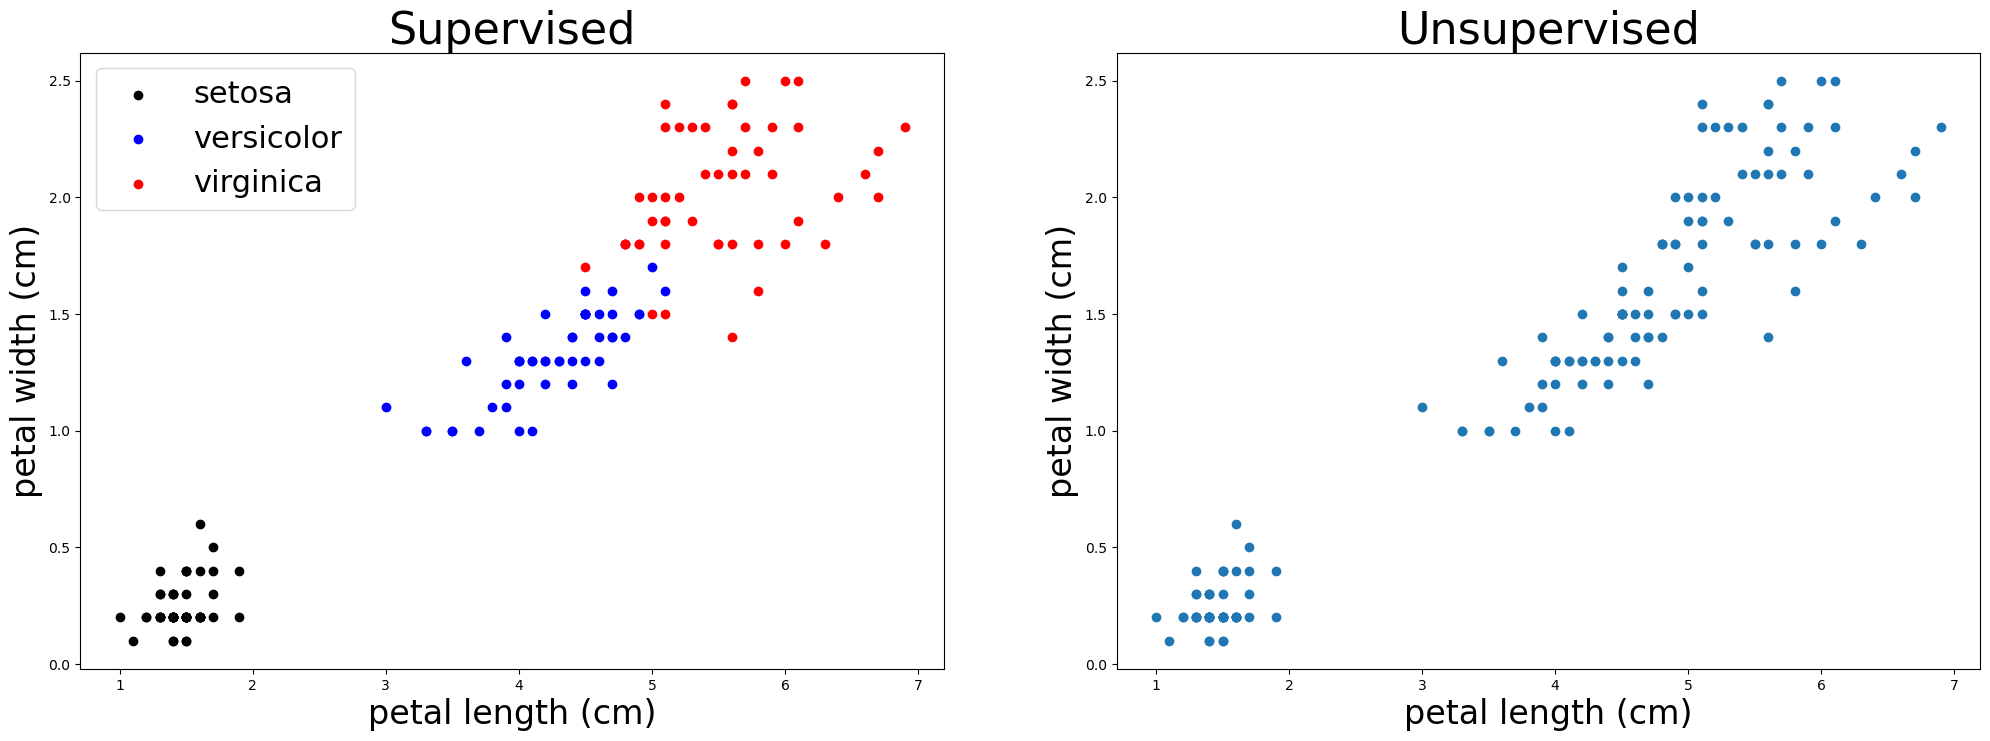 Supervised
setosa
versicolor
virginica
2.5
2.0
1.5
1.0
0.5
0.0
petal width (cm)
1 2 3 4 5 6 7
petal length (cm)
Unsupervised
2.5
2.0
1.5
1.0
0.5
0.0
petal width (cm)
1 2 3 4 5 6 7
petal length (cm)